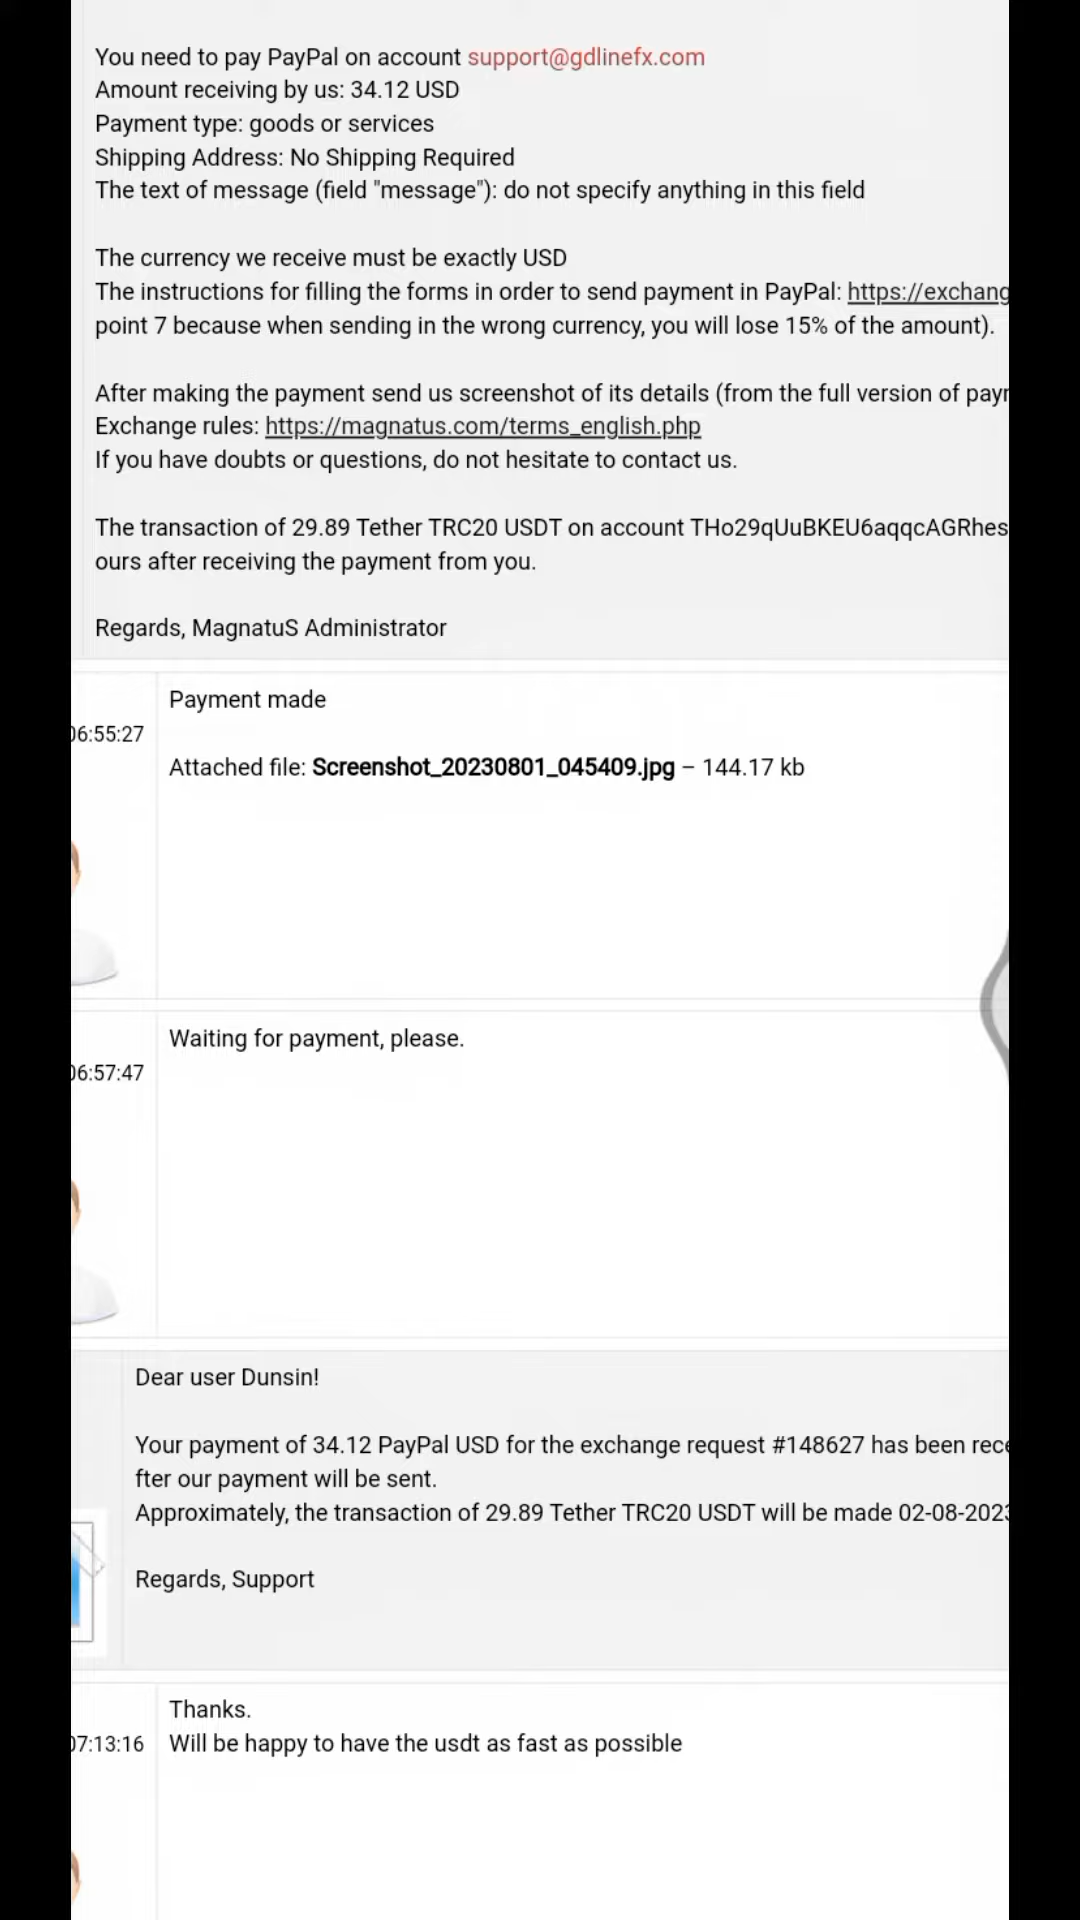 You need to pay PayPal on account support@gdlinefx.com
Amount receiving by us: 34.12 USD
Payment type: goods or services
Shipping Address: No Shipping Required
The text of message (field "message"): do not specify anything in this field
The currency we receive must be exactly USD
The instructions for filling the forms in order to send payment in PayPal: https://exchang
point 7 because when sending in the wrong currency, you will lose 15% of the amount).
After making the payment send us screenshot of its details (from the full version of payr
Exchange rules: https://magnatus.com/terms_english.php
If you have doubts or questions, do not hesitate to contact us.
The transaction of 29.89 Tether TRC20 USDT on account THo29qUuBKEU6aqqcAGRhes
ours after receiving the payment from you.
Regards, MagnatuS Administrator
Payment made
06:55:27
Attached file: Screenshot_20230801_045409.jpg – 144.17 kb
Waiting for payment, please.
06:57:47
Dear user Dunsin!
Your payment of 34.12 PayPal USD for the exchange request #148627 has been rece
fter our payment will be sent.
Approximately, the transaction of 29.89 Tether TRC20 USDT will be made 02-08-2023
Regards, Support
Thanks.
07:13:16 Will be happy to have the usdt as fast as possible